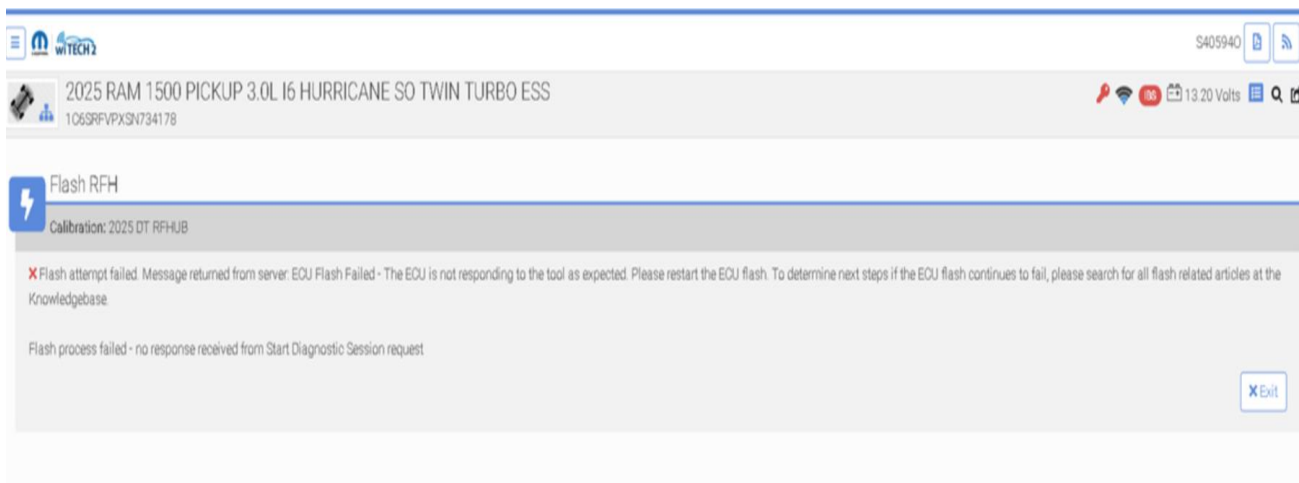 wiTECH 2
S405940
2025 RAM 1500 PICKUP 3.0L I6 HURRICANE SO TWIN TURBO ESS
1C6SRFVPXSN734178
IBS 13.20 Volts
Flash RFH
Calibration: 2025 DT RFHUB
Flash attempt failed. Message returned from server: ECU Flash Failed - The ECU is not responding to the tool as expected. Please restart the ECU flash. To determine next steps if the ECU flash continues to fail, please search for all flash related articles at the
Knowledgebase.
Flash process failed - no response received from Start Diagnostic Session request
Exit